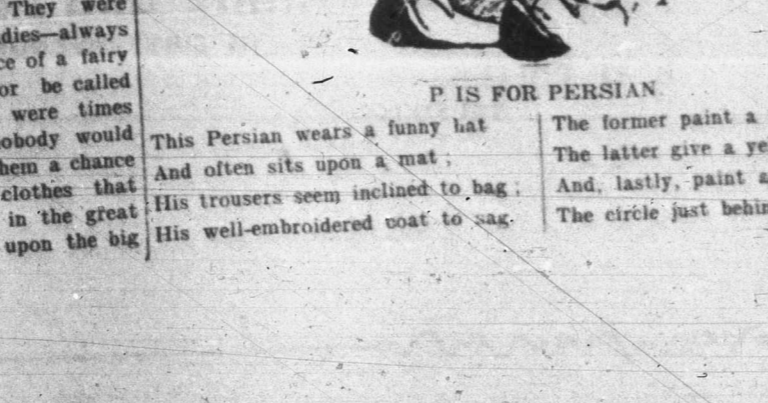 They were
dies—always
ce of a fairy
or be called
were times
obody would
hem a chance
clothes that
in the great
upon the big
P IS FOR PERSIAN
This Persian wears a funny hat
And often sits upon a mat;
His trousers seem inclined to bag;
His well-embroidered coat to sag.
The former paint a
The latter give a ye
And, lastly, paint a
The circle just behin